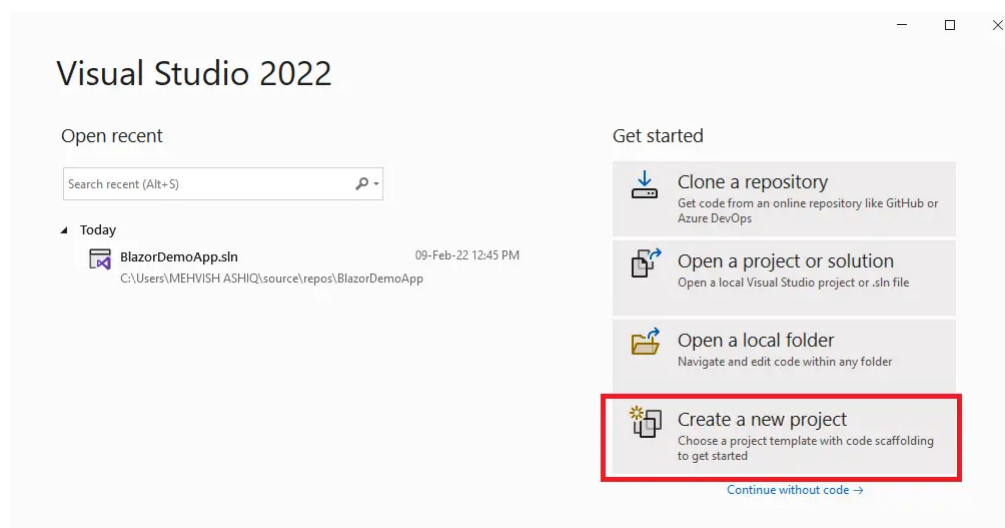 Visual Studio 2022
Open recent
Search recent (Alt+S)
Today
BlazorDemoApp.sln
09-Feb-22 12:45 PM
C:\Users\MEHVISH ASHIQ\source\repos\BlazorDemoApp
Get started
Clone a repository
Get code from an online repository like GitHub or
Azure DevOps
Open a project or solution
Open a local Visual Studio project or .sln file
Open a local folder
Navigate and edit code within any folder
Create a new project
Choose a project template with code scaffolding
to get started
Continue without code →